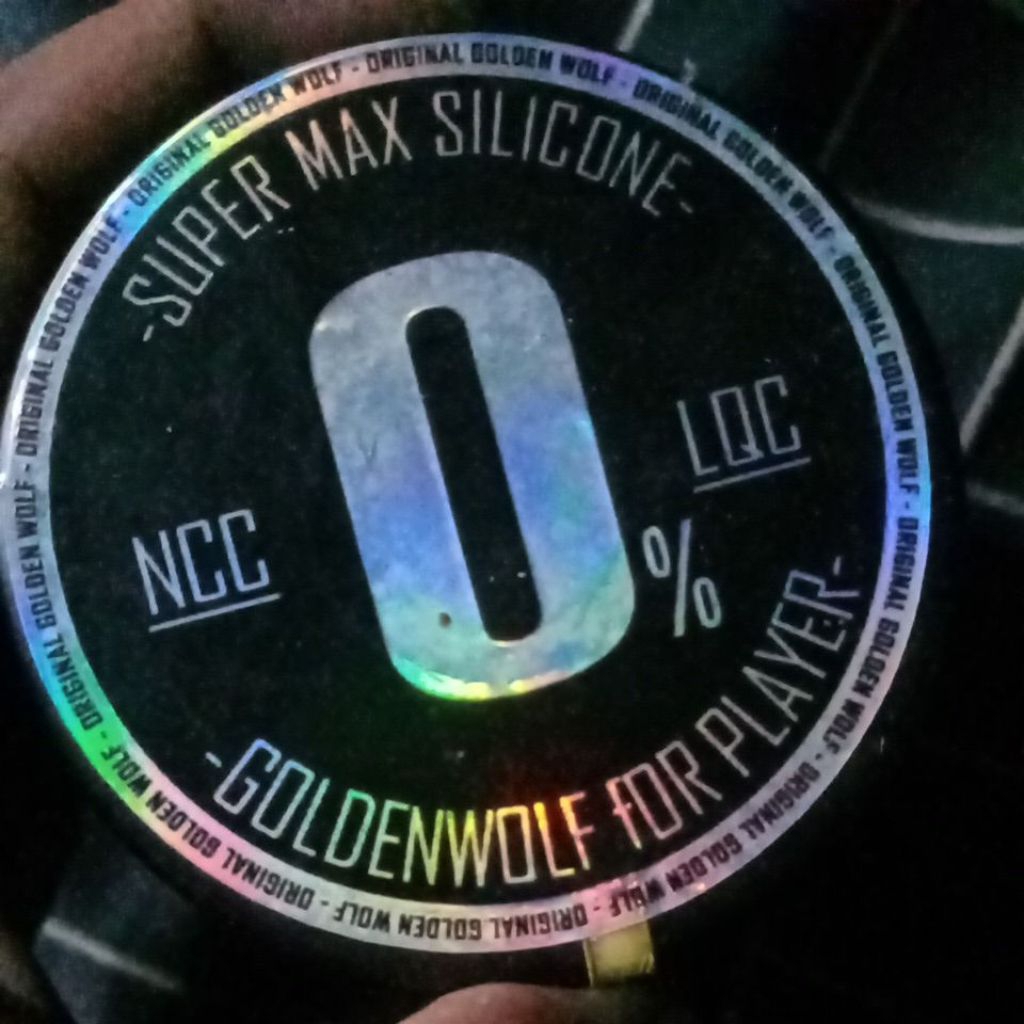 ORIGINAL GOLDEN WOLF - ORIGINAL GOLDEN WOLF - ORIGINAL GOLDEN WOLF - ORIGINAL GOLDEN WOLF - ORIGINAL GOLDEN WOLF - ORIGINAL GOLDEN WOLF - ORIGINAL GOLDEN WOLF - ORIGINAL GOLDEN WOLF - ORIGINAL GOLDEN WOLF - ORIGINAL GOLDEN WOLF -
-SUPER MAX SILICONE-
LQC
0%
NCC
-GOLDENWOLF fOR PLAYER-